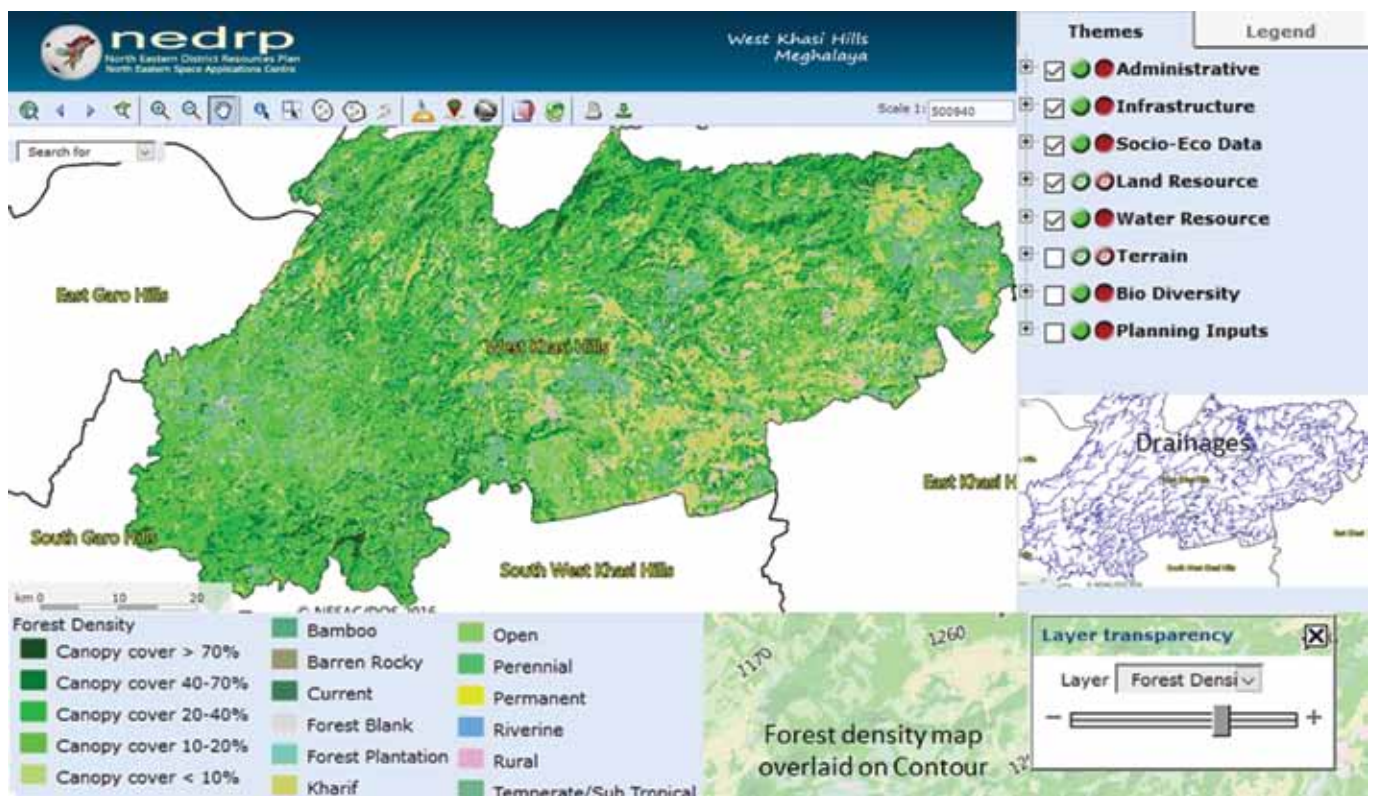 nedrp
North Eastern District Resources Plan
North Eastern Space Applications Centre
West Khasi Hills
Meghalaya
Themes
Legend
Scale 1: 500940
Search for
Administrative
Infrastructure
Socio-Eco Data
Land Resource
Water Resource
Terrain
Bio Diversity
Planning Inputs
East Garo Hills
West Khasi Hills
East Khasi H
South Garo Hills
South West Khasi Hills
Drainages
km 0 10 20
© NESAC/DOS, 2016
Forest Density
Canopy cover > 70%
Canopy cover 40-70%
Canopy cover 20-40%
Canopy cover 10-20%
Canopy cover < 10%
Bamboo
Barren Rocky
Current
Forest Blank
Forest Plantation
Kharif
Open
Perennial
Permanent
Riverine
Rural
Temperate/Sub Tropical
1170
1260
Forest density map
overlaid on Contour
Layer transparency
Layer Forest Densi